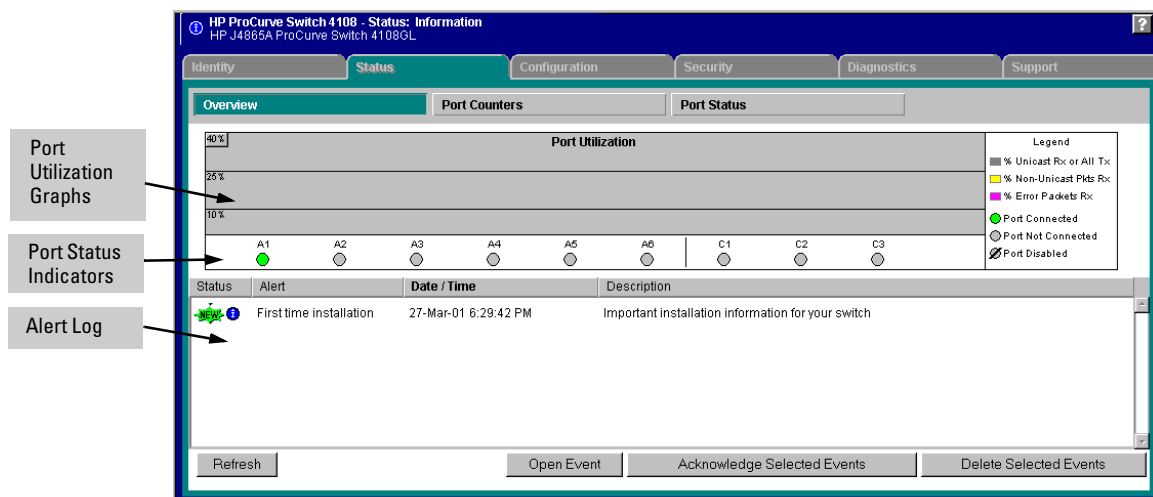 HP ProCurve Switch 4108 - Status: Information
HP J4865A ProCurve Switch 4108GL
?
Identity
Status
Configuration
Security
Diagnostics
Support
Overview
Port Counters
Port Status
Port
Utilization
Graphs
40%
Port Utilization
25%
10%
Legend
% Unicast Rx or All Tx
% Non-Unicast Pkts Rx
% Error Packets Rx
Port Connected
Port Not Connected
Port Disabled
Port Status
Indicators
A1 A2 A3 A4 A5 A6 C1 C2 C3
Status Alert Date / Time Description
Alert Log
NEW i First time installation 27-Mar-01 6:29:42 PM Important installation information for your switch
Refresh
Open Event
Acknowledge Selected Events
Delete Selected Events